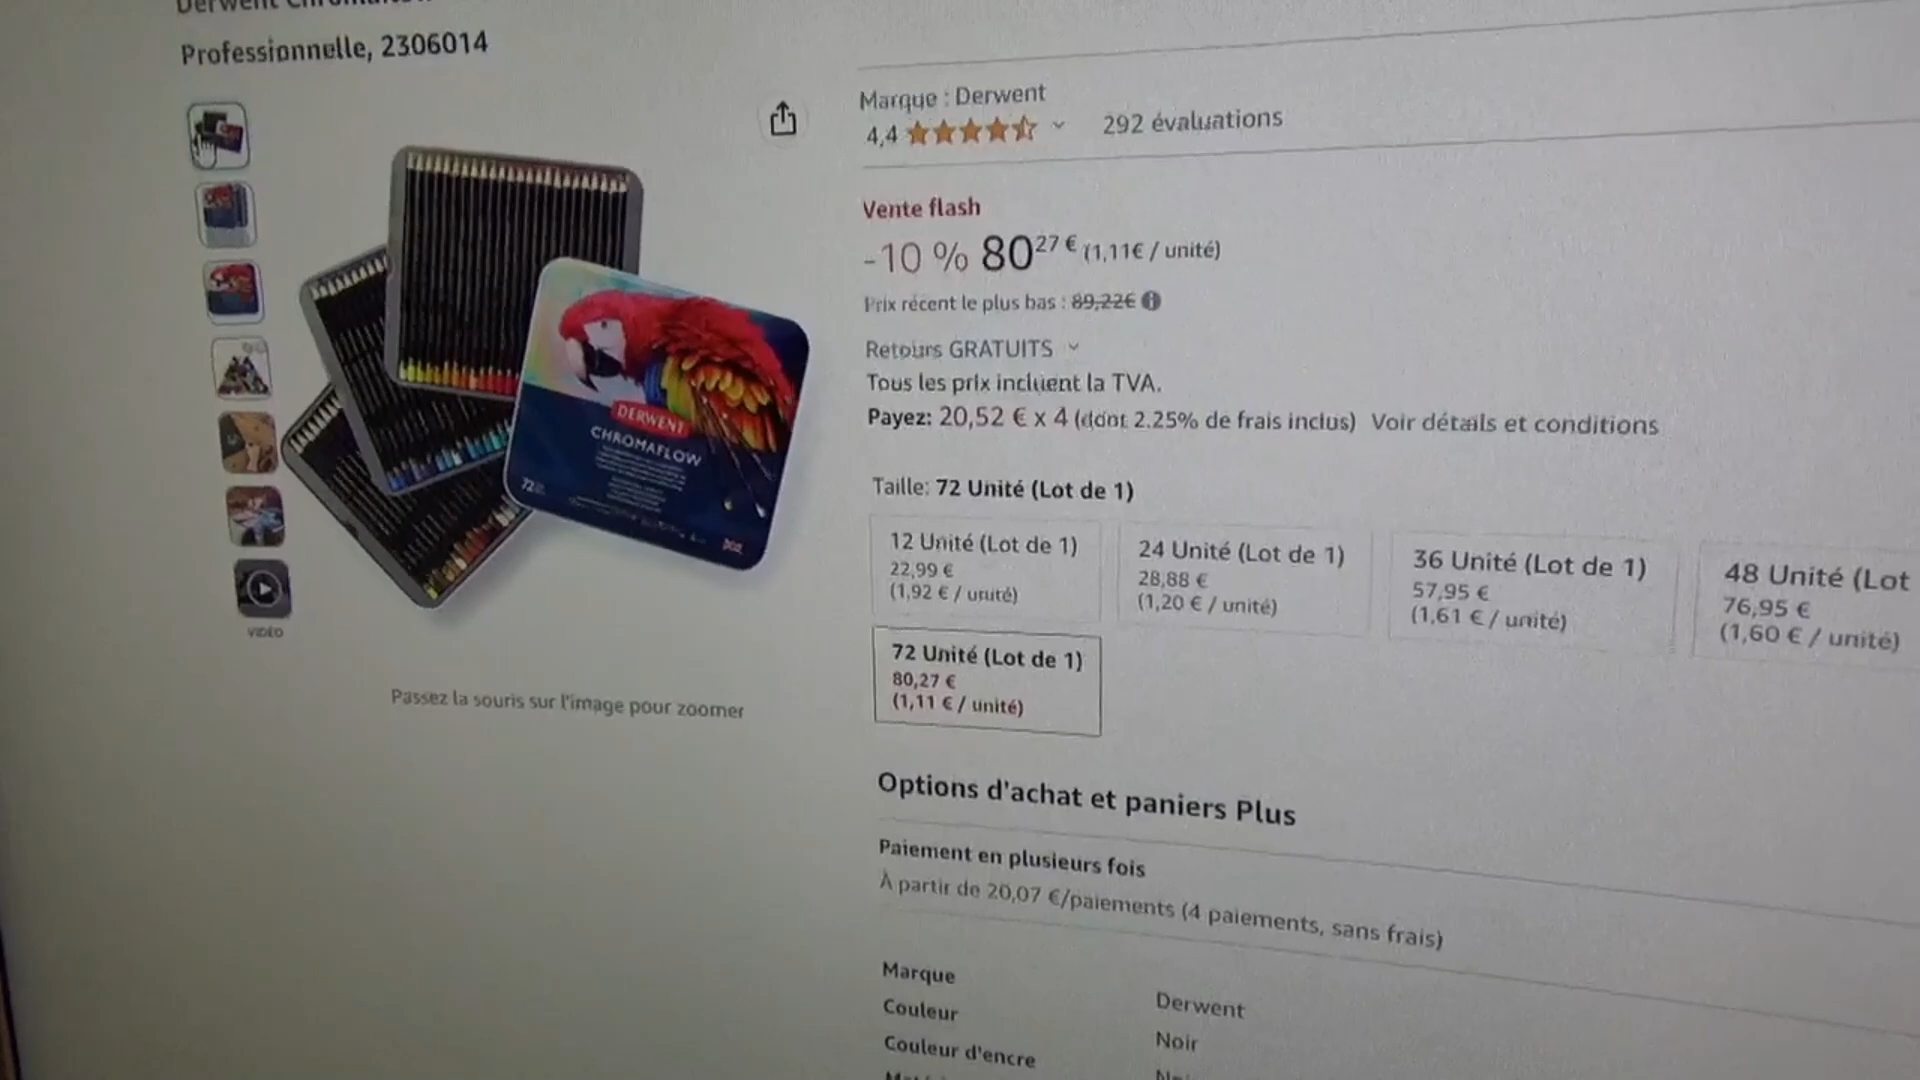 Derwent
Professionnelle, 2306014
Marque : Derwent
4,4
292 évaluations
Vente flash
-10 % 80 27 € (1,11€ / unité)
Prix récent le plus bas : 89,22€
Retours GRATUITS
Tous les prix incluent la TVA.
Payez: 20,52 € x 4 (dont 2.25% de frais inclus) Voir détails et conditions
Taille: 72 Unité (Lot de 1)
12 Unité (Lot de 1)
22,99 €
(1,92 € / unité)
24 Unité (Lot de 1)
28,88 €
(1,20 € / unité)
36 Unité (Lot de 1)
57,95 €
(1,61 € / unité)
48 Unité (Lot
76,95 €
(1,60 € / unité)
72 Unité (Lot de 1)
80,27 €
(1,11 € / unité)
DERWENT
CHROMAFLOW
72
VIDÉO
Passez la souris sur l'image pour zoomer
Options d'achat et paniers Plus
Paiement en plusieurs fois
À partir de 20,07 €/paiements (4 paiements, sans frais)
Marque
Derwent
Couleur
Noir
Couleur d'encre